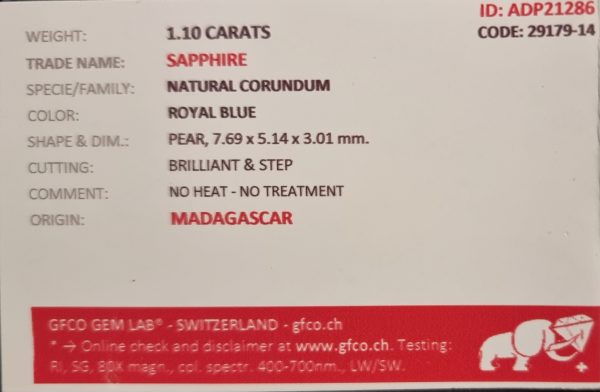 ID: ADP21286
CODE: 29179-14
WEIGHT: 1.10 CARATS
TRADE NAME: SAPPHIRE
SPECIE/FAMILY: NATURAL CORUNDUM
COLOR: ROYAL BLUE
SHAPE & DIM.: PEAR, 7.69 x 5.14 x 3.01 mm.
CUTTING: BRILLIANT & STEP
COMMENT: NO HEAT - NO TREATMENT
ORIGIN: MADAGASCAR
GFCO GEM LAB® - SWITZERLAND - gfco.ch
* → Online check and disclaimer at www.gfco.ch. Testing:
RI, SG, 80X magn., col. spectr. 400-700nm., LW/SW.